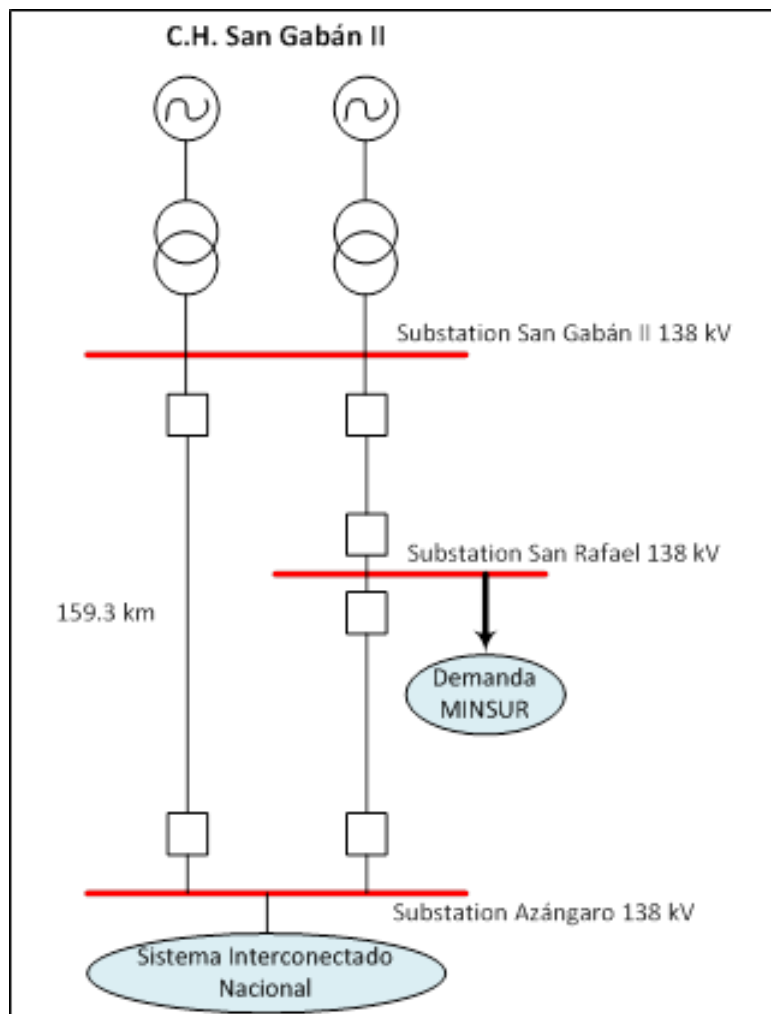 C.H. San Gabán II
Substation San Gabán II 138 kV
Substation San Rafael 138 kV
159.3 km
Demanda
MINSUR
Substation Azángaro 138 kV
Sistema Interconectado
Nacional